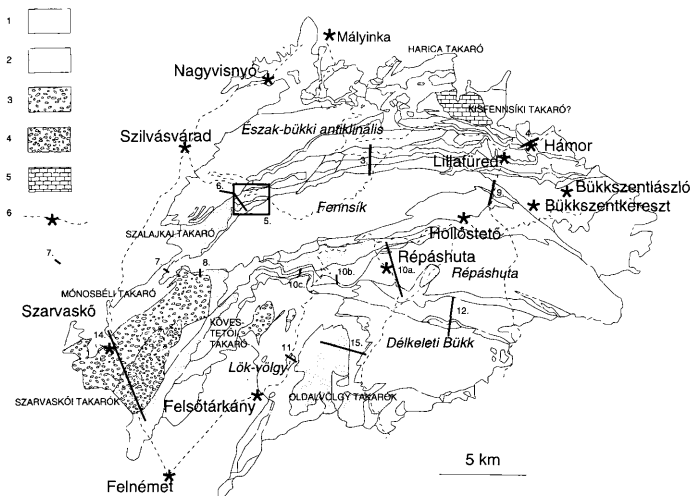 1
2
3
4
5
6
7.
Mályinka
HARICA TAKARÓ
Nagyvisnyó
KISFENNSÍKI TAKARÓ?
Szilvásvárad
Észak-bükki antiklinális
4.
Hámor
3.
Lillafüred
Bükkszentlászló
6.
9.
Bükkszentkereszt
Fennsík
5.
SZALAJKAI TAKARÓ
Hollóstető
Répáshuta
7.
8.
10c.
10b.
10a.
Répáshuta
MÓNOSBÉLI TAKARÓ
Szarvaskő
14.
KÖVES-
TETŐI
TAKARÓ
12.
15.
Délkeleti Bükk
11.
Lök-völgy
SZARVASKŐI TAKARÓK
Felsőtárkány
OLDALVÖLGY TAKARÓK
5 km
Felnémet